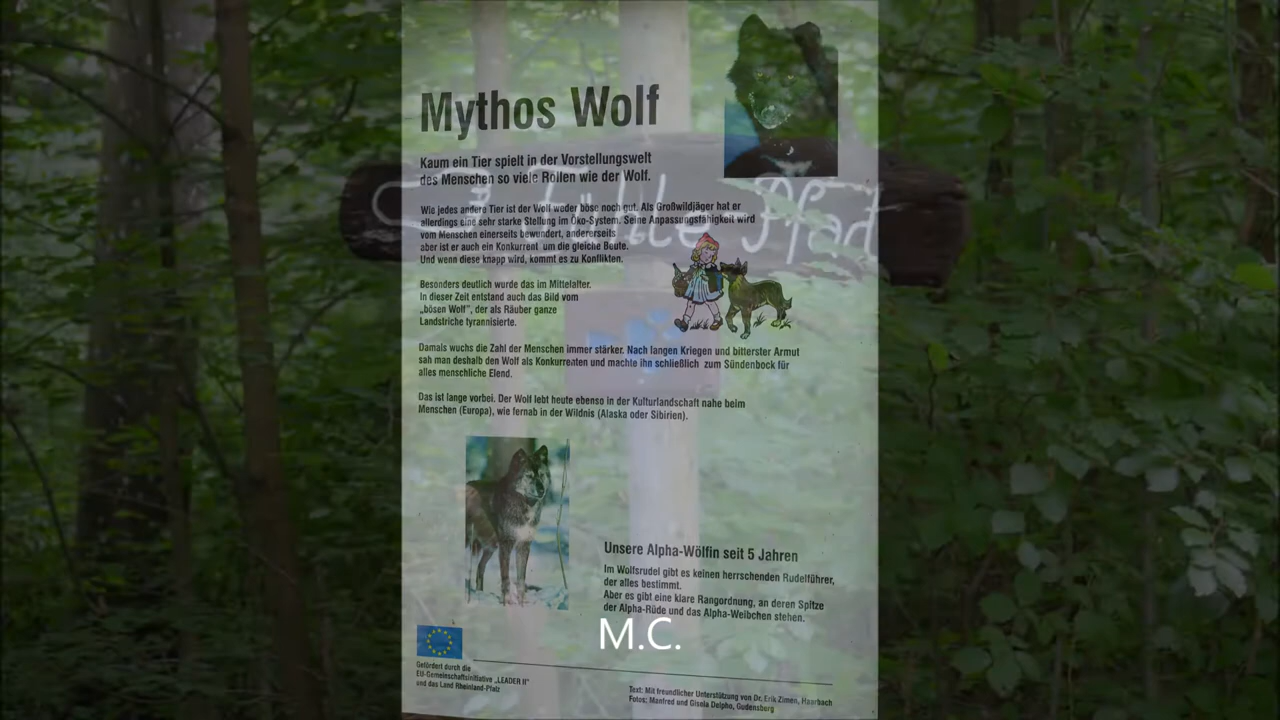 Mythos Wolf
Kaum ein Tier spielt in der Vorstellungswelt
des Menschen so viele Rollen wie der Wolf.
Wie jedes andere Tier ist der Wolf weder böse noch gut. Als Großwildjäger hat er
allerdings eine sehr starke Stellung im Öko-System. Seine Anpassungsfähigkeit wird
vom Menschen einerseits bewundert, andererseits
aber ist er auch ein Konkurrent um die gleiche Beute.
Und wenn diese knapp wird, kommt es zu Konflikten.
Besonders deutlich wurde das im Mittelalter.
In dieser Zeit entstand auch das Bild vom
„bösen Wolf", der als Räuber ganze
Landstriche tyrannisierte.
Damals wuchs die Zahl der Menschen immer stärker. Nach langen Kriegen und bitterster Armut
sah man deshalb den Wolf als Konkurrenten und machte ihn schließlich zum Sündenbock für
alles menschliche Elend.
Das ist lange vorbei. Der Wolf lebt heute ebenso in der Kulturlandschaft nahe beim
Menschen (Europa), wie fernab in der Wildnis (Alaska oder Sibirien).
Unsere Alpha-Wölfin seit 5 Jahren
Im Wolfsrudel gibt es keinen herrschenden Rudelführer,
der alles bestimmt.
Aber es gibt eine klare Rangordnung, an deren Spitze
der Alpha-Rüde und das Alpha-Weibchen stehen.
M.C.
Gefördert durch die
EU-Gemeinschaftsinitiative „LEADER II"
und das Land Rheinland-Pfalz
Text: Mit freundlicher Unterstützung von Dr. Erik Zimen, Haarbach
Fotos: Manfred und Gisela Delpho, Gudensberg
Pfad